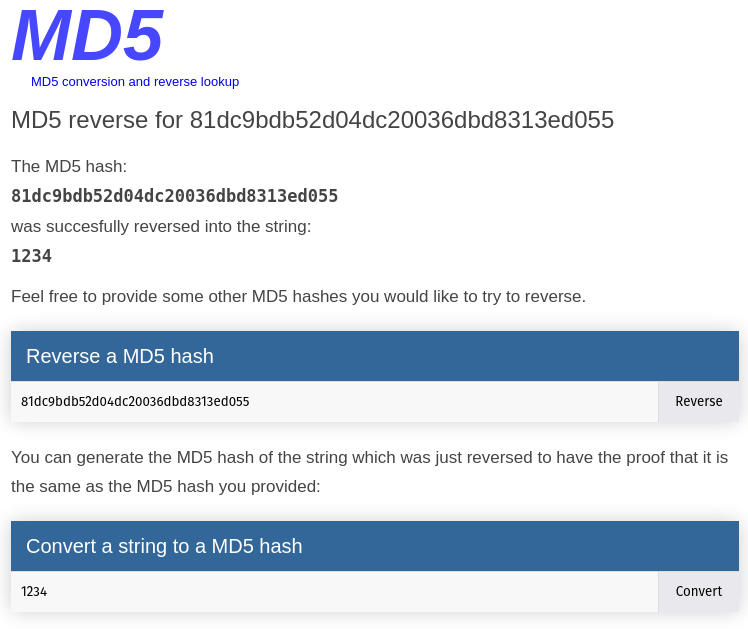 MD5
MD5 conversion and reverse lookup
MD5 reverse for 81dc9bdb52d04dc20036dbd8313ed055
The MD5 hash:
81dc9bdb52d04dc20036dbd8313ed055
was succesfully reversed into the string:
1234
Feel free to provide some other MD5 hashes you would like to try to reverse.
Reverse a MD5 hash
81dc9bdb52d04dc20036dbd8313ed055 Reverse
You can generate the MD5 hash of the string which was just reversed to have the proof that it is
the same as the MD5 hash you provided:
Convert a string to a MD5 hash
1234 Convert